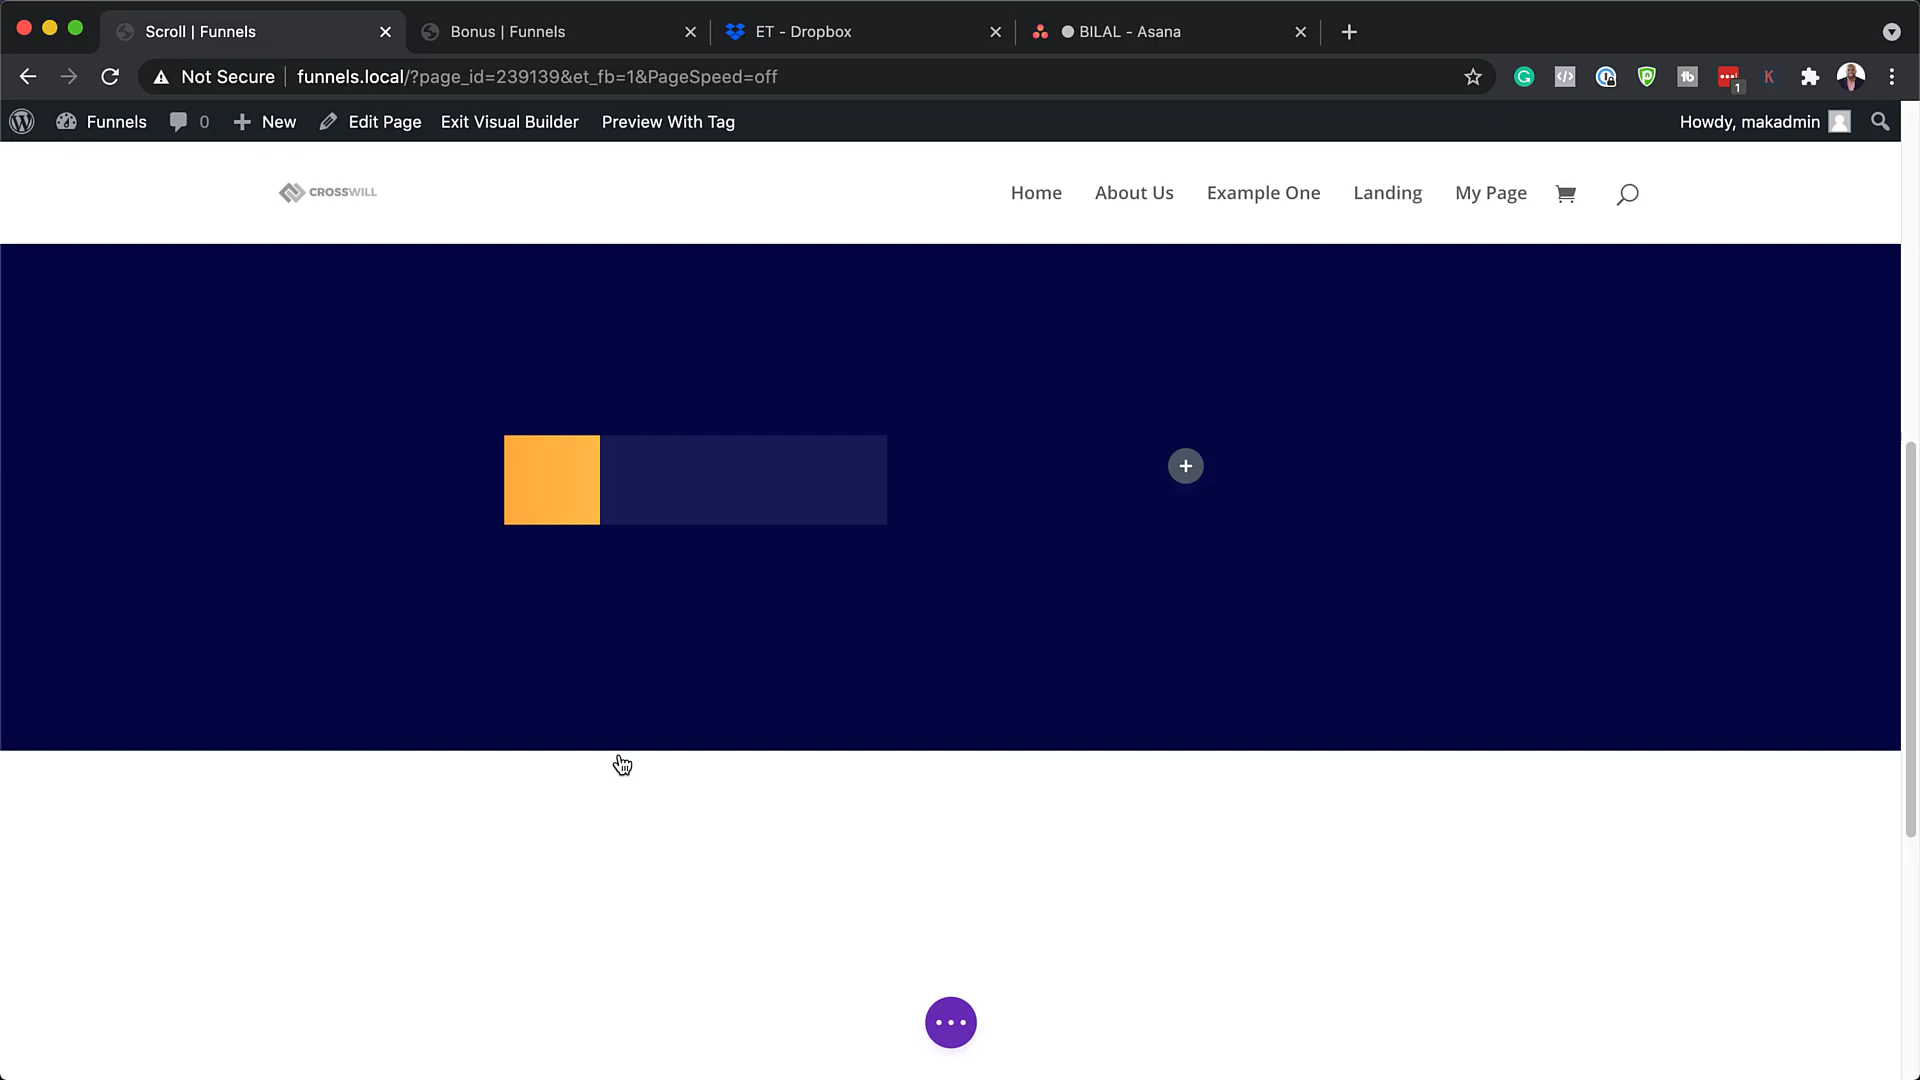 Scroll | Funnels
Bonus | Funnels
ET - Dropbox
BILAL - Asana
Not Secure
funnels.local/?page_id=239139&et_fb=1&PageSpeed=off
1
K
Funnels
0
New
Edit Page
Exit Visual Builder
Preview With Tag
Howdy, makadmin
CROSSWILL
Home
About Us
Example One
Landing
My Page